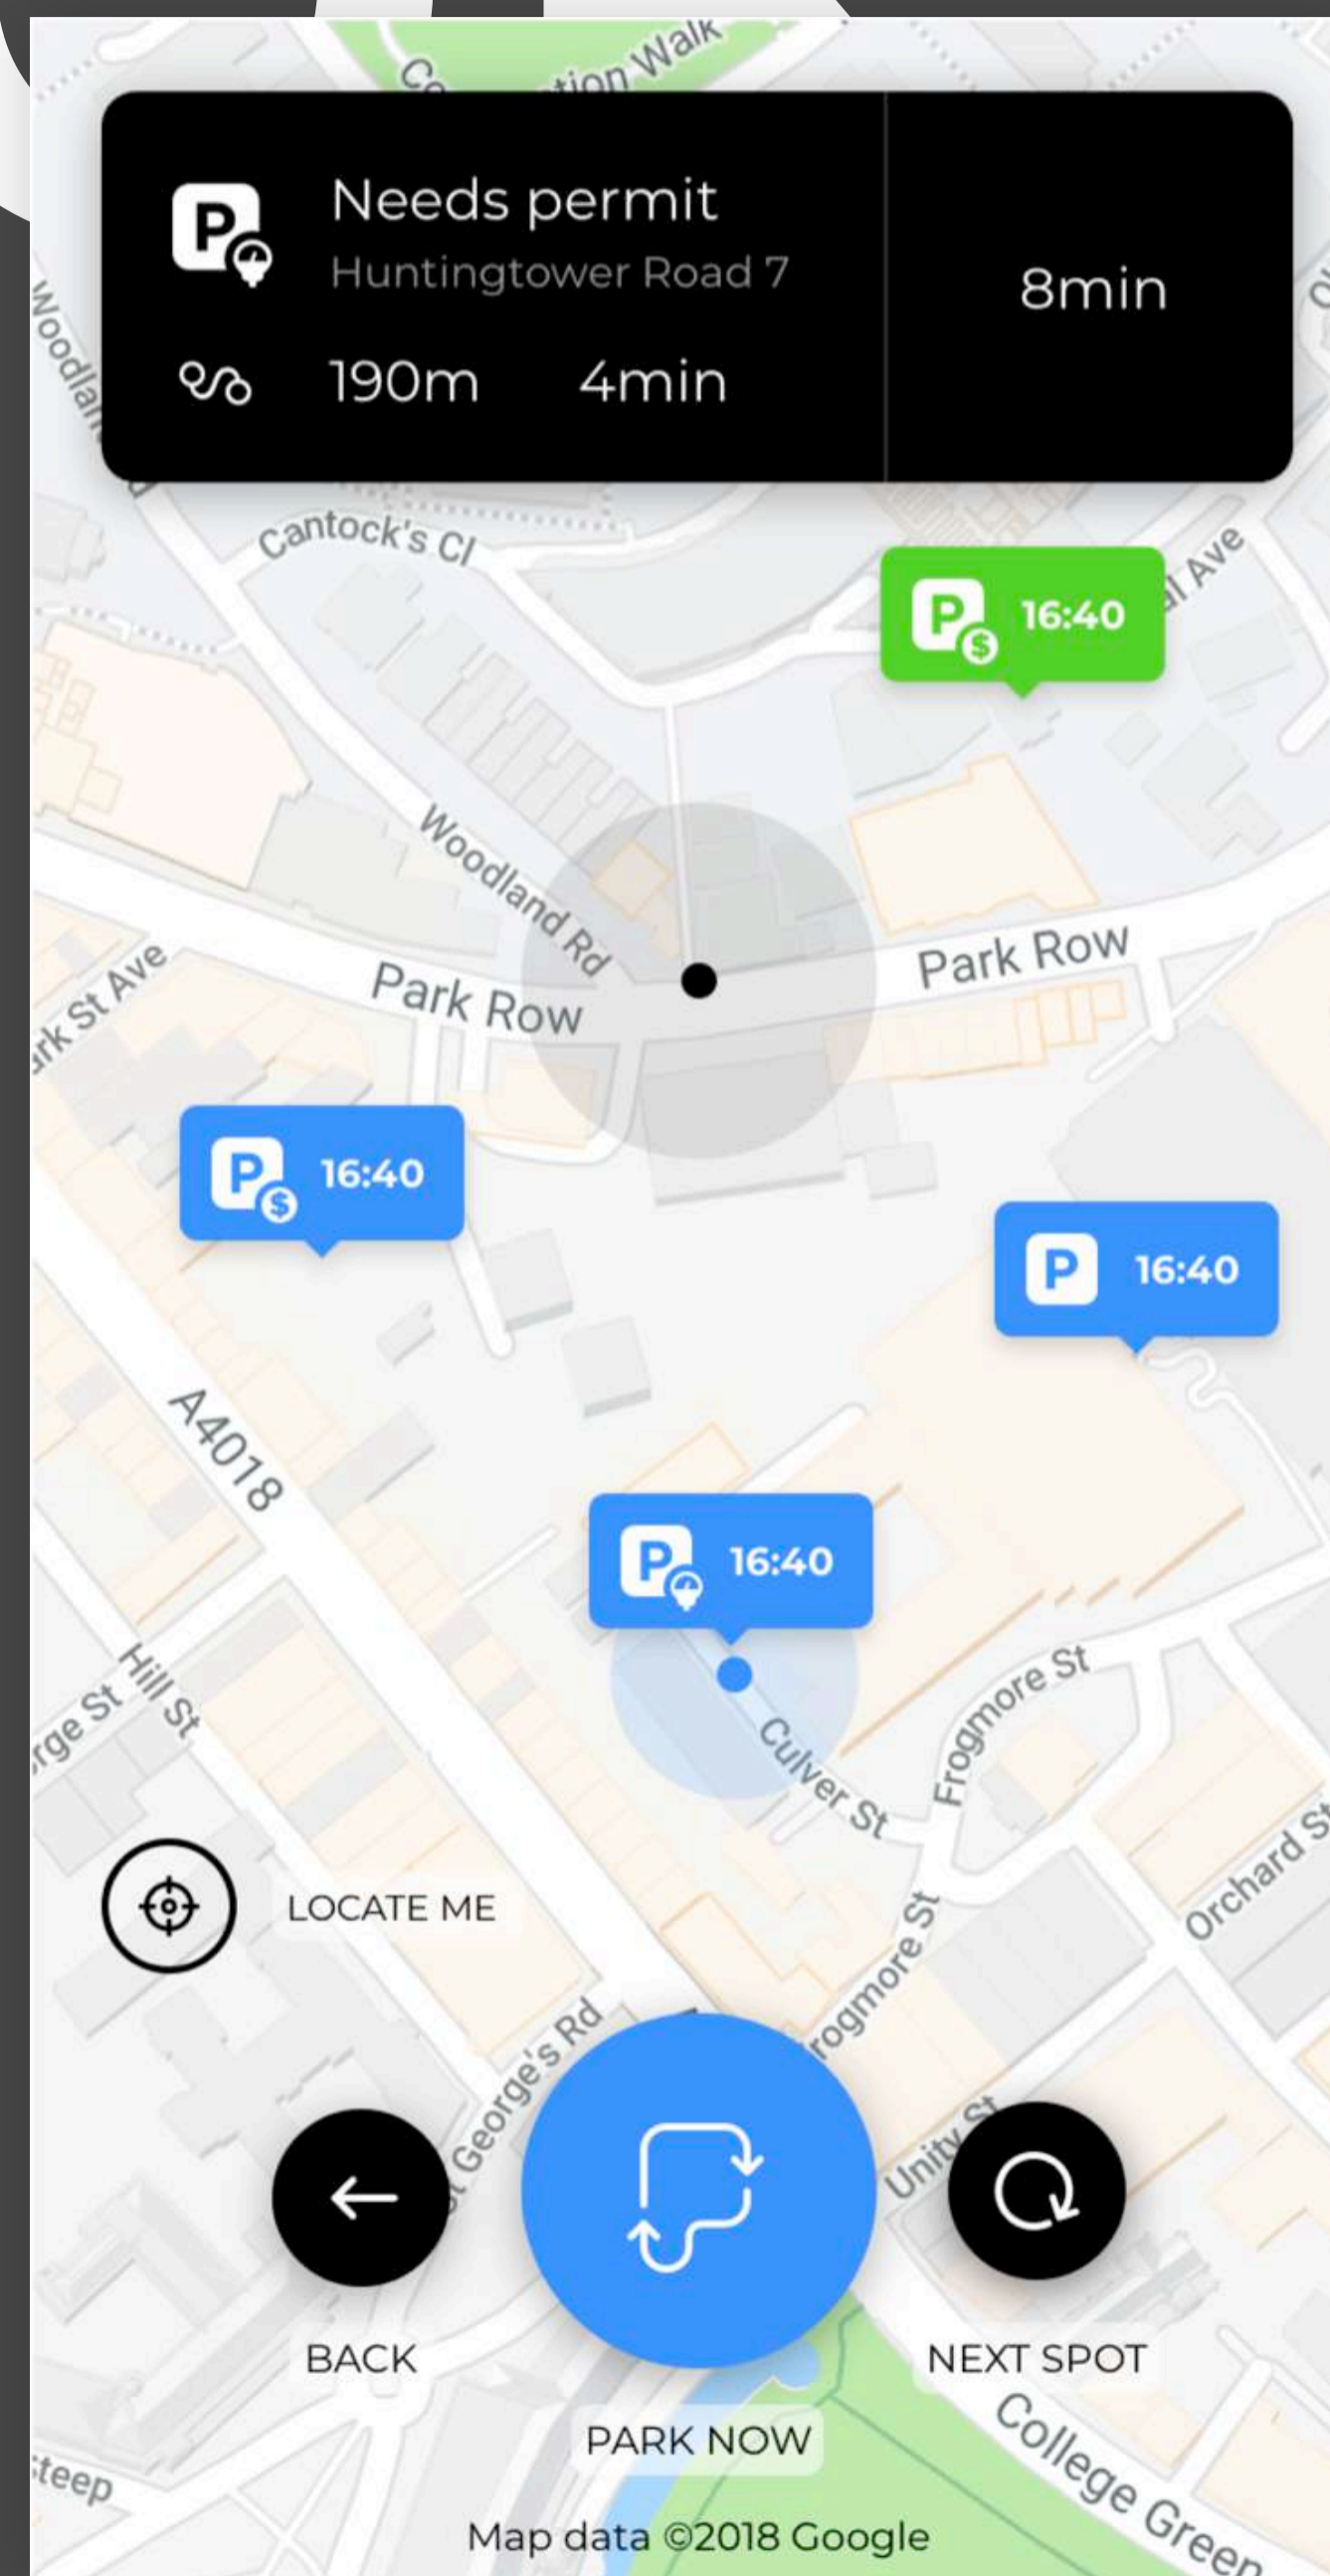 Needs permit
Huntingtower Road 7
8min
190m 4min
Cantock's Cl
P 16:40
Woodland Rd
Park Row
Park Row
P $ 16:40
P 16:40
A4018
P 16:40
Hill St
Frogmore St
Culver St
LOCATE ME
Orchard St
George's Rd
Unity St
BACK
NEXT SPOT
PARK NOW
College Green
Map data ©2018 Google